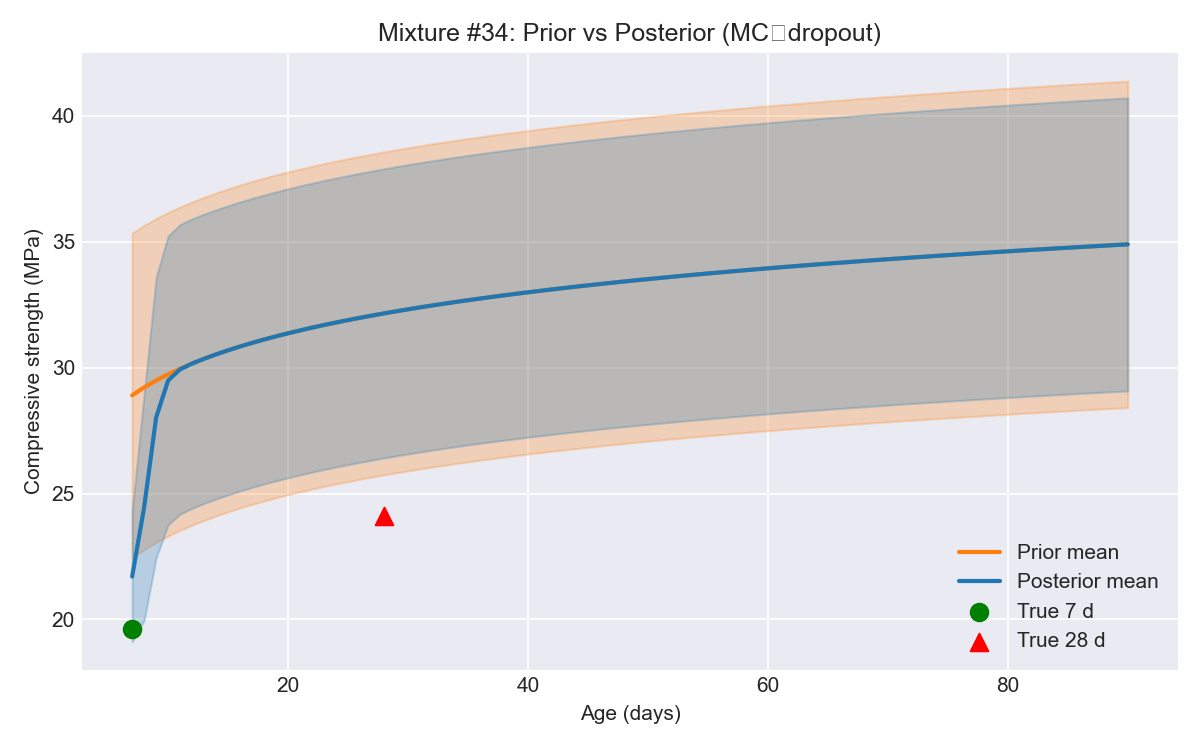 Mixture #34: Prior vs Posterior (MC□dropout)
Compressive strength (MPa)
40
35
30
25
20
Prior mean
Posterior mean
True 7 d
True 28 d
20
40
60
80
Age (days)